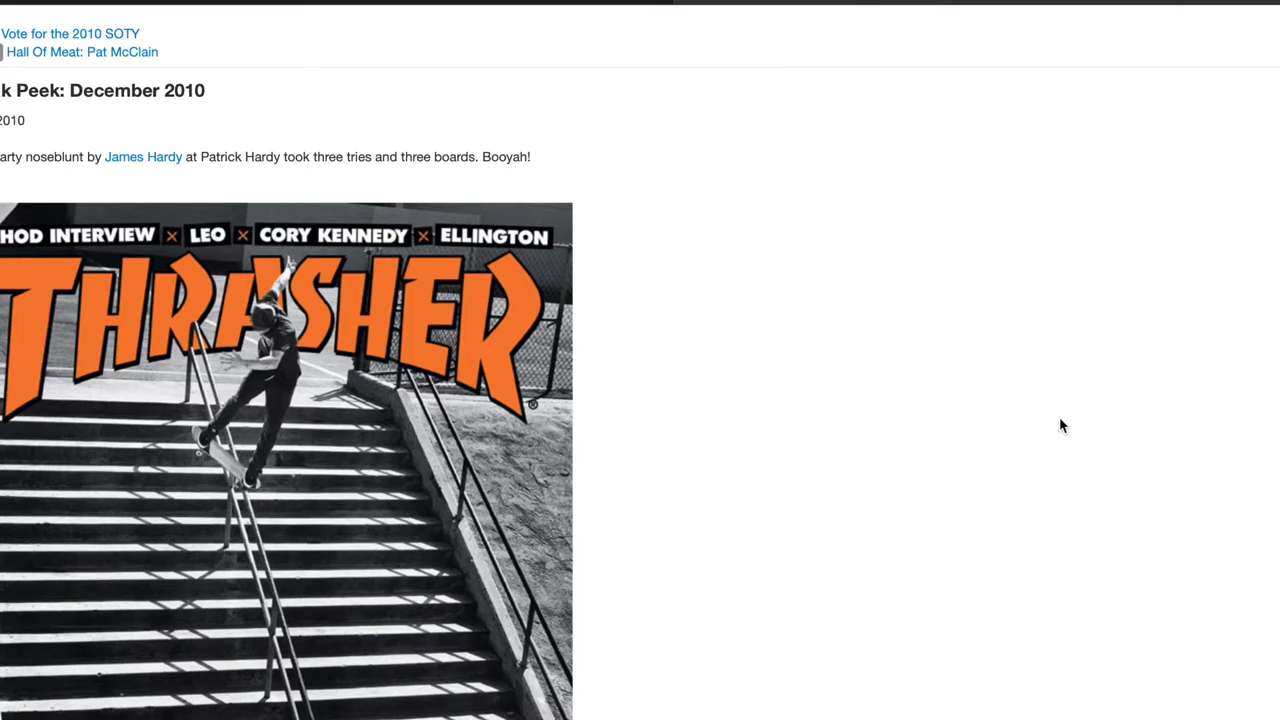 Vote for the 2010 SOTY
Hall Of Meat: Pat McClain
k Peek: December 2010
2010
arty noseblunt by James Hardy at Patrick Hardy took three tries and three boards. Booyah!
HOD INTERVIEW × LEO × CORY KENNEDY × ELLINGTON
THRASHER®